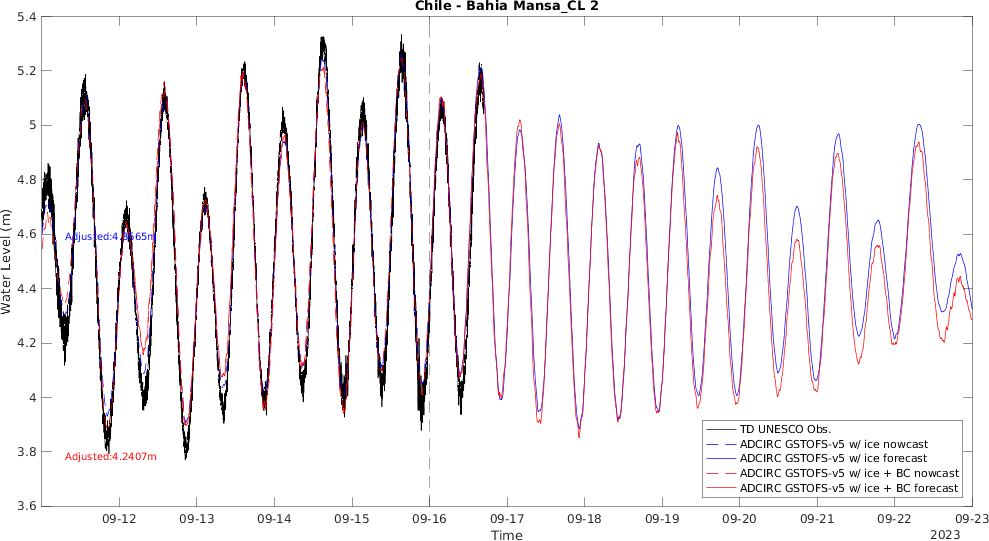 Chile - Bahia Mansa_CL 2
5.4
5.2
5
4.8
4.6
4.4
4.2
4
3.8
3.6
Water Level (m)
Adjusted:4.3565m
Adjusted:4.2407m
TD UNESCO Obs.
ADCIRC GSTOFS-v5 w/ice nowcast
ADCIRC GSTOFS-v5 w/ice forecast
ADCIRC GSTOFS-v5 w/ice + BC nowcast
ADCIRC GSTOFS-v5 w/ice + BC forecast
09-12 09-13 09-14 09-15 09-16 09-17 09-18 09-19 09-20 09-21 09-22 09-23
Time
2023